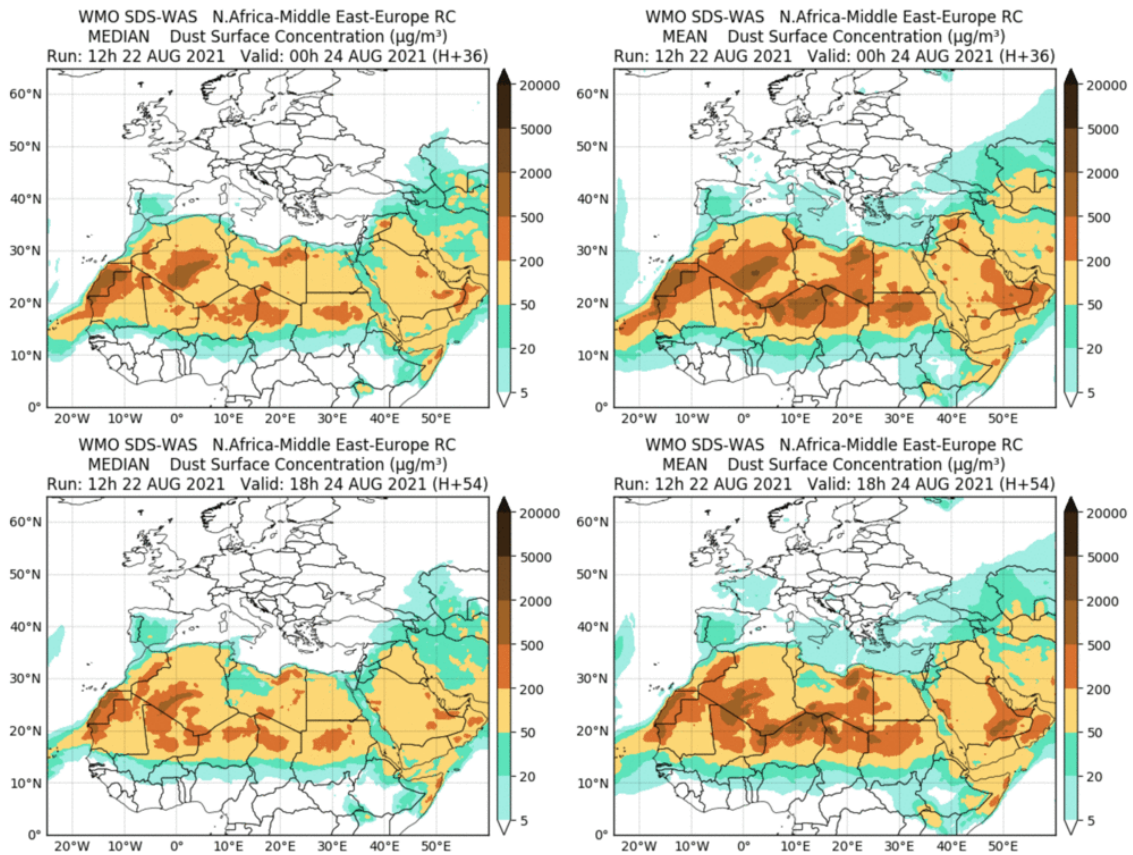 WMO SDS-WAS N.Africa-Middle East-Europe RC
MEDIAN Dust Surface Concentration (µg/m³)
Run: 12h 22 AUG 2021 Valid: 00h 24 AUG 2021 (H+36)
60°N
50°N
40°N
30°N
20°N
10°N
0°
20°W 10°W 0° 10°E 20°E 30°E 40°E 50°E
20000
5000
2000
500
200
50
20
5
WMO SDS-WAS N.Africa-Middle East-Europe RC
MEAN Dust Surface Concentration (µg/m³)
Run: 12h 22 AUG 2021 Valid: 00h 24 AUG 2021 (H+36)
60°N
50°N
40°N
30°N
20°N
10°N
0°
20°W 10°W 0° 10°E 20°E 30°E 40°E 50°E
20000
5000
2000
500
200
50
20
5
WMO SDS-WAS N.Africa-Middle East-Europe RC
MEDIAN Dust Surface Concentration (µg/m³)
Run: 12h 22 AUG 2021 Valid: 18h 24 AUG 2021 (H+54)
60°N
50°N
40°N
30°N
20°N
10°N
0°
20°W 10°W 0° 10°E 20°E 30°E 40°E 50°E
20000
5000
2000
500
200
50
20
5
WMO SDS-WAS N.Africa-Middle East-Europe RC
MEAN Dust Surface Concentration (µg/m³)
Run: 12h 22 AUG 2021 Valid: 18h 24 AUG 2021 (H+54)
60°N
50°N
40°N
30°N
20°N
10°N
0°
20°W 10°W 0° 10°E 20°E 30°E 40°E 50°E
20000
5000
2000
500
200
50
20
5